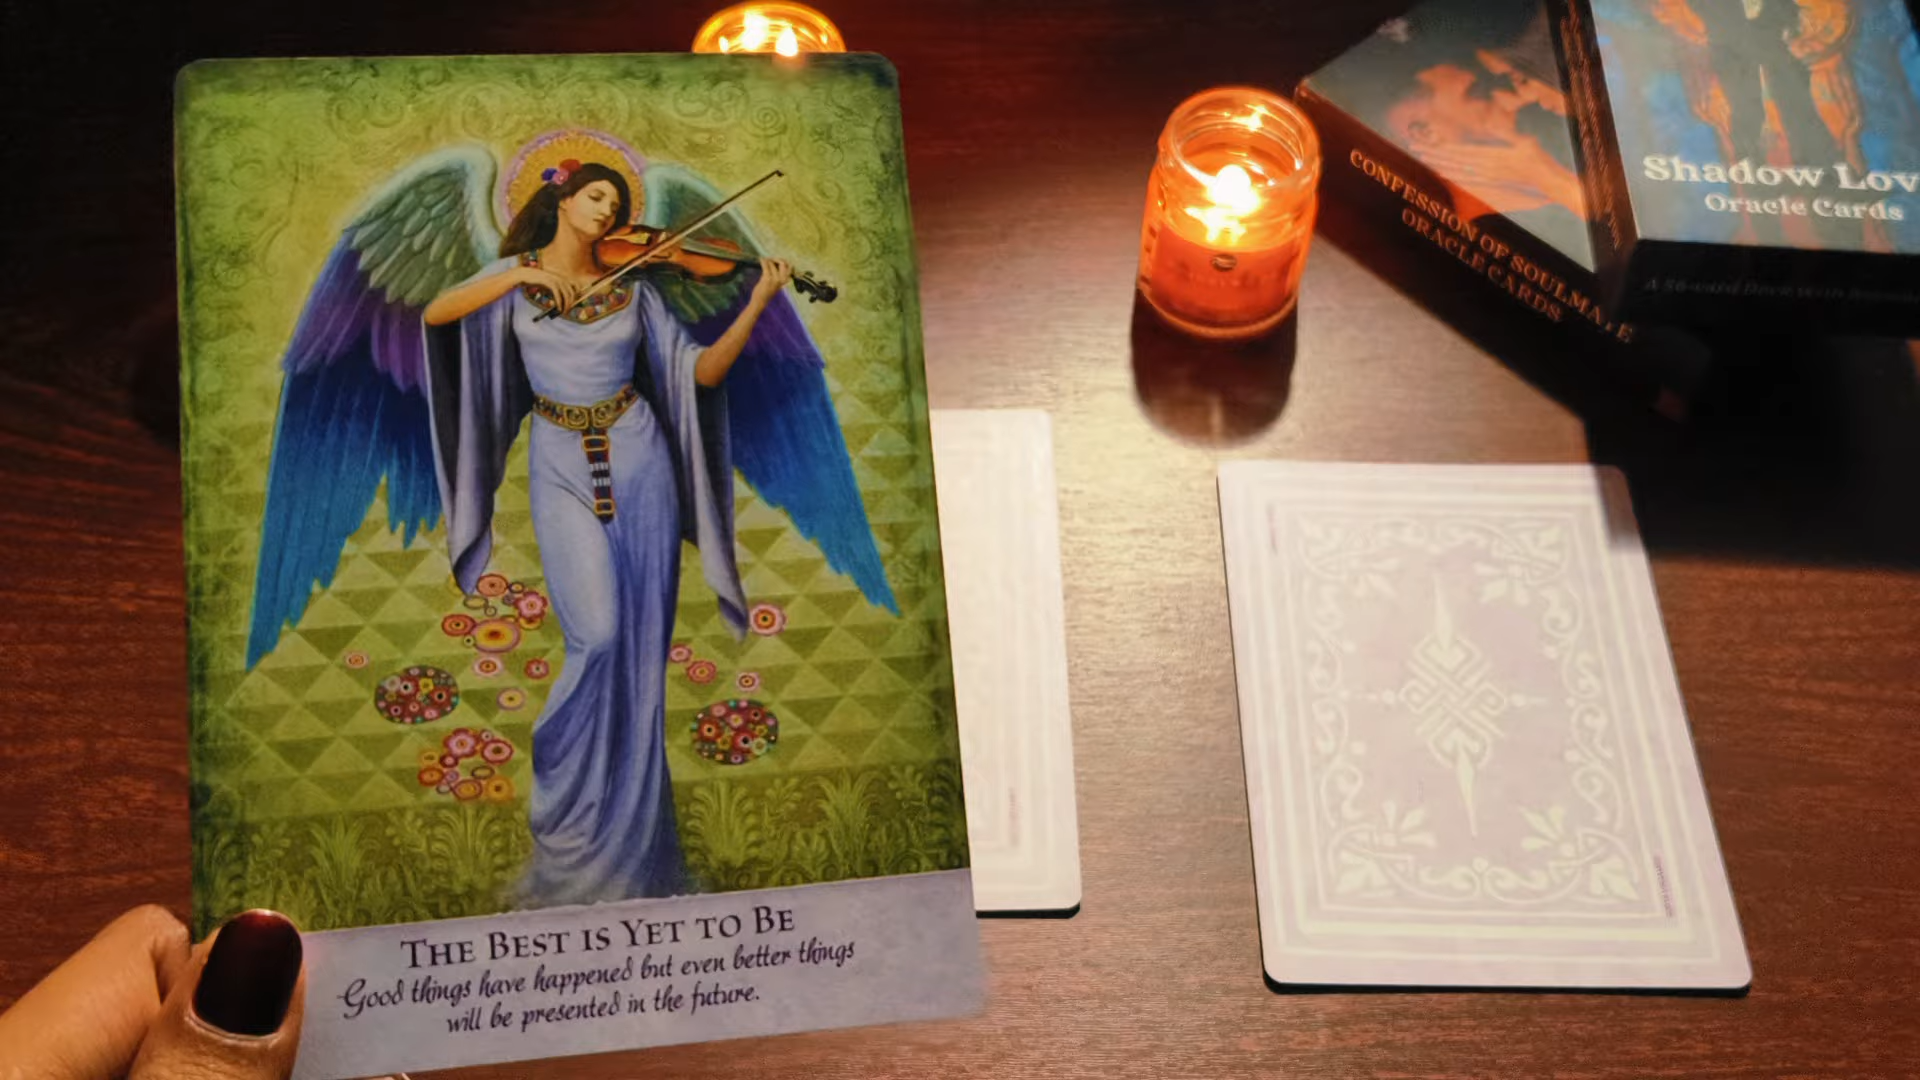 THE BEST IS YET TO BE
Good things have happened but even better things
will be presented in the future.
CONFESSION OF SOULMATE
ORACLE CARDS
Shadow Lov
Oracle Cards